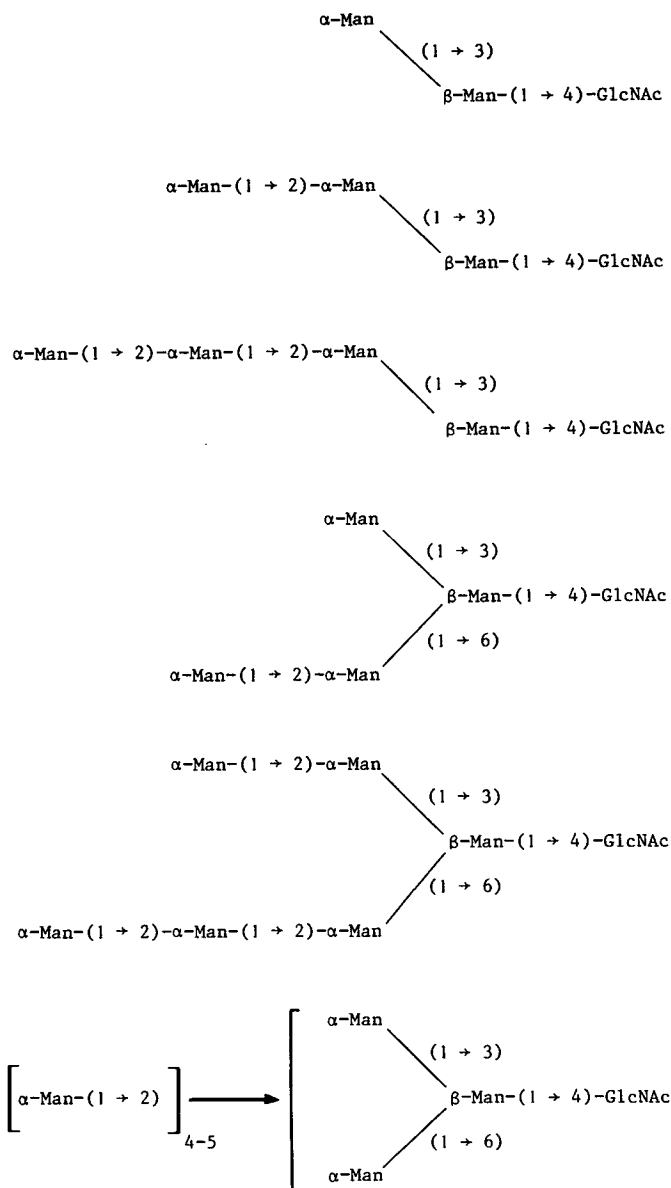 α-Man
(1 → 3)
β-Man-(1 → 4)-GlcNAc
α-Man-(1 → 2)-α-Man
(1 → 3)
β-Man-(1 → 4)-GlcNAc
α-Man-(1 → 2)-α-Man-(1 → 2)-α-Man
(1 → 3)
β-Man-(1 → 4)-GlcNAc
α-Man
(1 → 3)
β-Man-(1 → 4)-GlcNAc
(1 → 6)
α-Man-(1 → 2)-α-Man
α-Man-(1 → 2)-α-Man
(1 → 3)
β-Man-(1 → 4)-GlcNAc
(1 → 6)
α-Man-(1 → 2)-α-Man-(1 → 2)-α-Man
α-Man
(1 → 3)
[α-Man-(1 → 2)]4-5 → β-Man-(1 → 4)-GlcNAc
(1 → 6)
α-Man